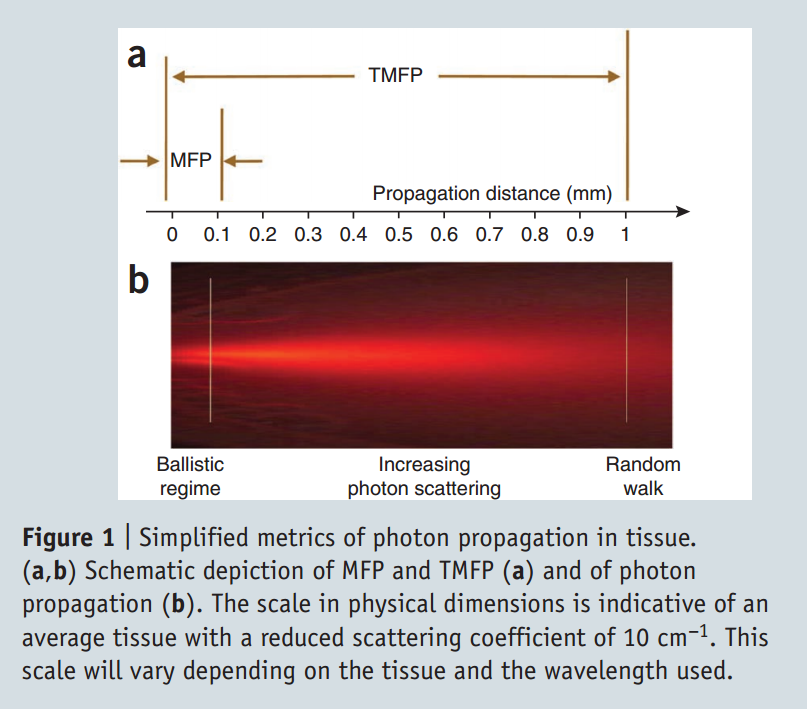 a
TMFP
MFP
Propagation distance (mm)
0 0.1 0.2 0.3 0.4 0.5 0.6 0.7 0.8 0.9 1
b
Ballistic
regime
Increasing
photon scattering
Random
walk
Figure 1 | Simplified metrics of photon propagation in tissue.
(a,b) Schematic depiction of MFP and TMFP (a) and of photon
propagation (b). The scale in physical dimensions is indicative of an
average tissue with a reduced scattering coefficient of 10 cm⁻¹. This
scale will vary depending on the tissue and the wavelength used.